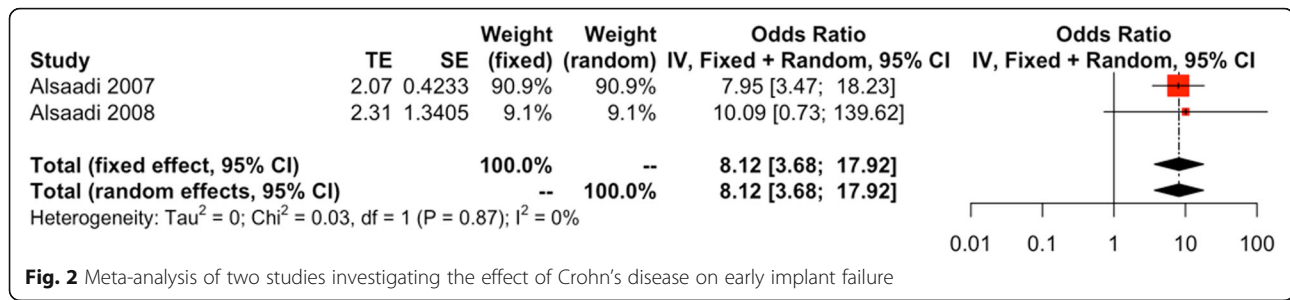 Weight Weight Odds Ratio Odds Ratio
Study TE SE (fixed) (random) IV, Fixed + Random, 95% CI IV, Fixed + Random, 95% CI
Alsaadi 2007 2.07 0.4233 90.9% 90.9% 7.95 [3.47; 18.23]
Alsaadi 2008 2.31 1.3405 9.1% 9.1% 10.09 [0.73; 139.62]
Total (fixed effect, 95% CI) 100.0% -- 8.12 [3.68; 17.92]
Total (random effects, 95% CI) -- 100.0% 8.12 [3.68; 17.92]
Heterogeneity: Tau² = 0; Chi² = 0.03, df = 1 (P = 0.87); I² = 0%
0.01 0.1 1 10 100
Fig. 2 Meta-analysis of two studies investigating the effect of Crohn’s disease on early implant failure